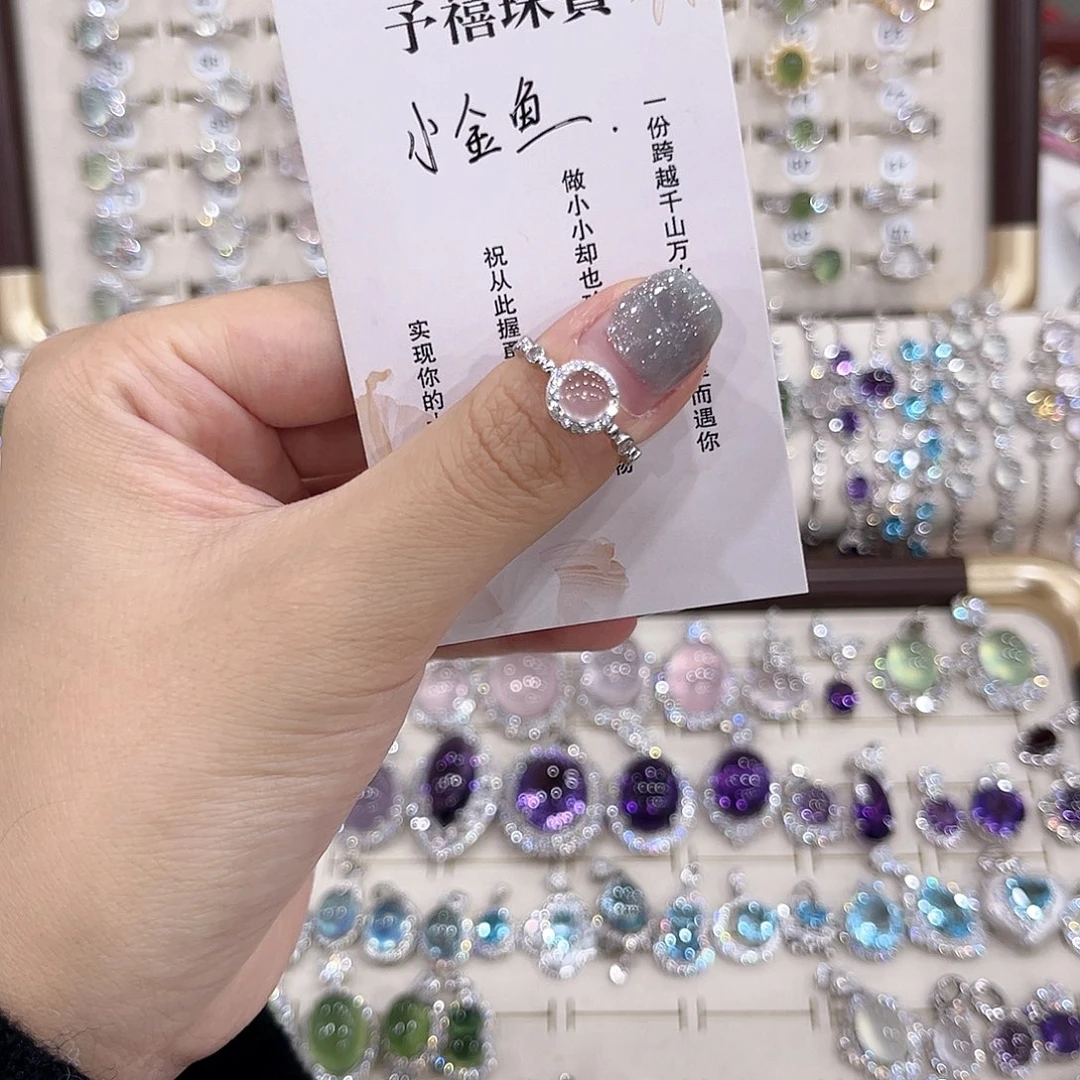 予禧珠寶
小金鱼
一份跨越千山万 而遇你
做小小却也
祝从此握
实现你的